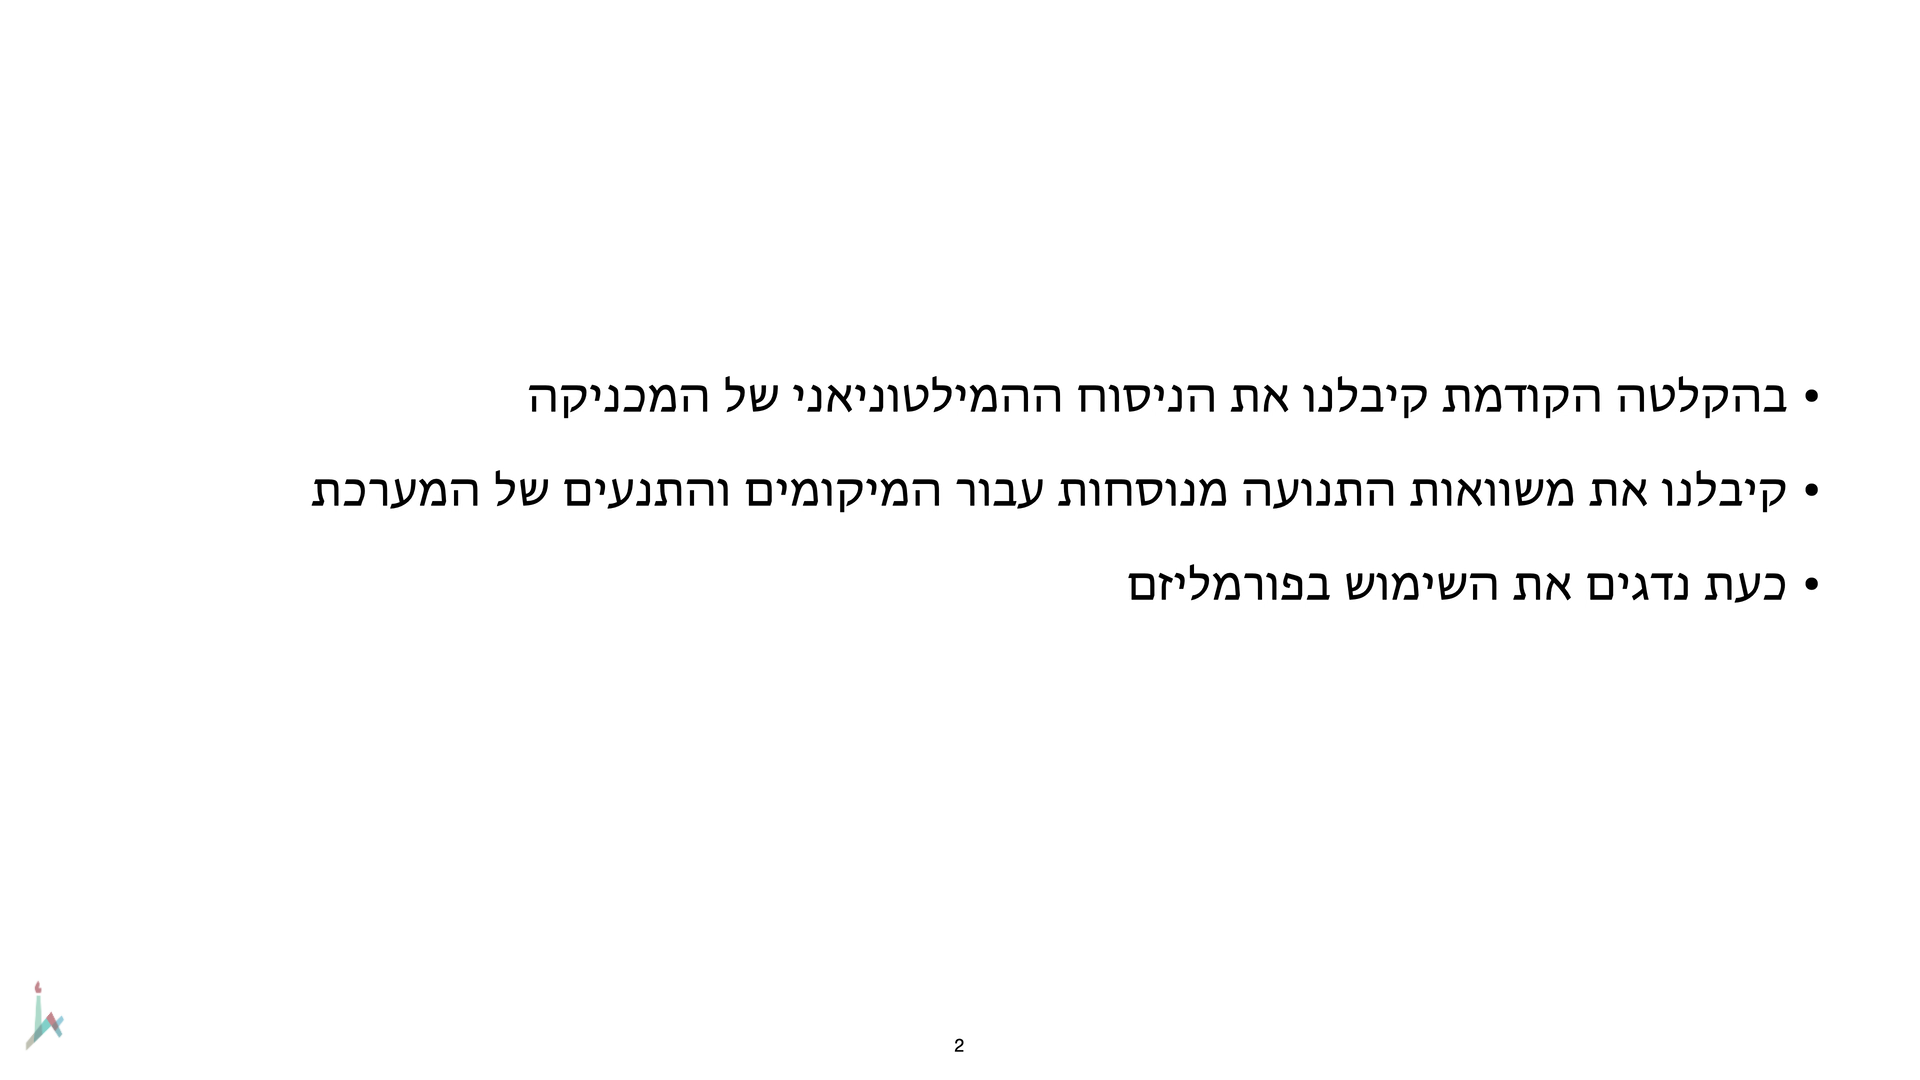 • בהקלטה הקודמת קיבלנו את הניסוח ההמילטוניאני של המכניקה
• קיבלנו את משוואות התנועה מנוסחות עבור המיקומים והתנעים של המערכת
• כעת נדגים את השימוש בפורמליזם
2